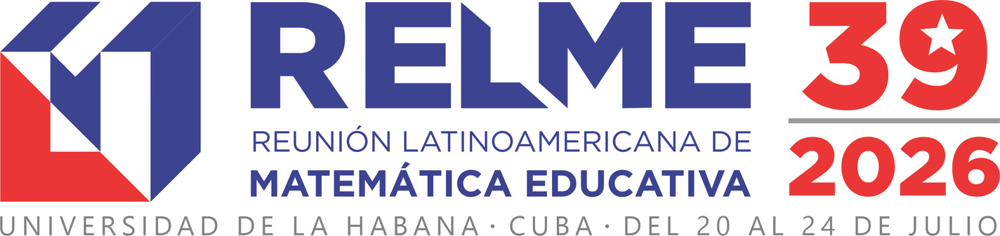 RELME
REUNIÓN LATINOAMERICANA DE
MATEMÁTICA EDUCATIVA
39
2026
UNIVERSIDAD DE LA HABANA · CUBA · DEL 20 AL 24 DE JULIO